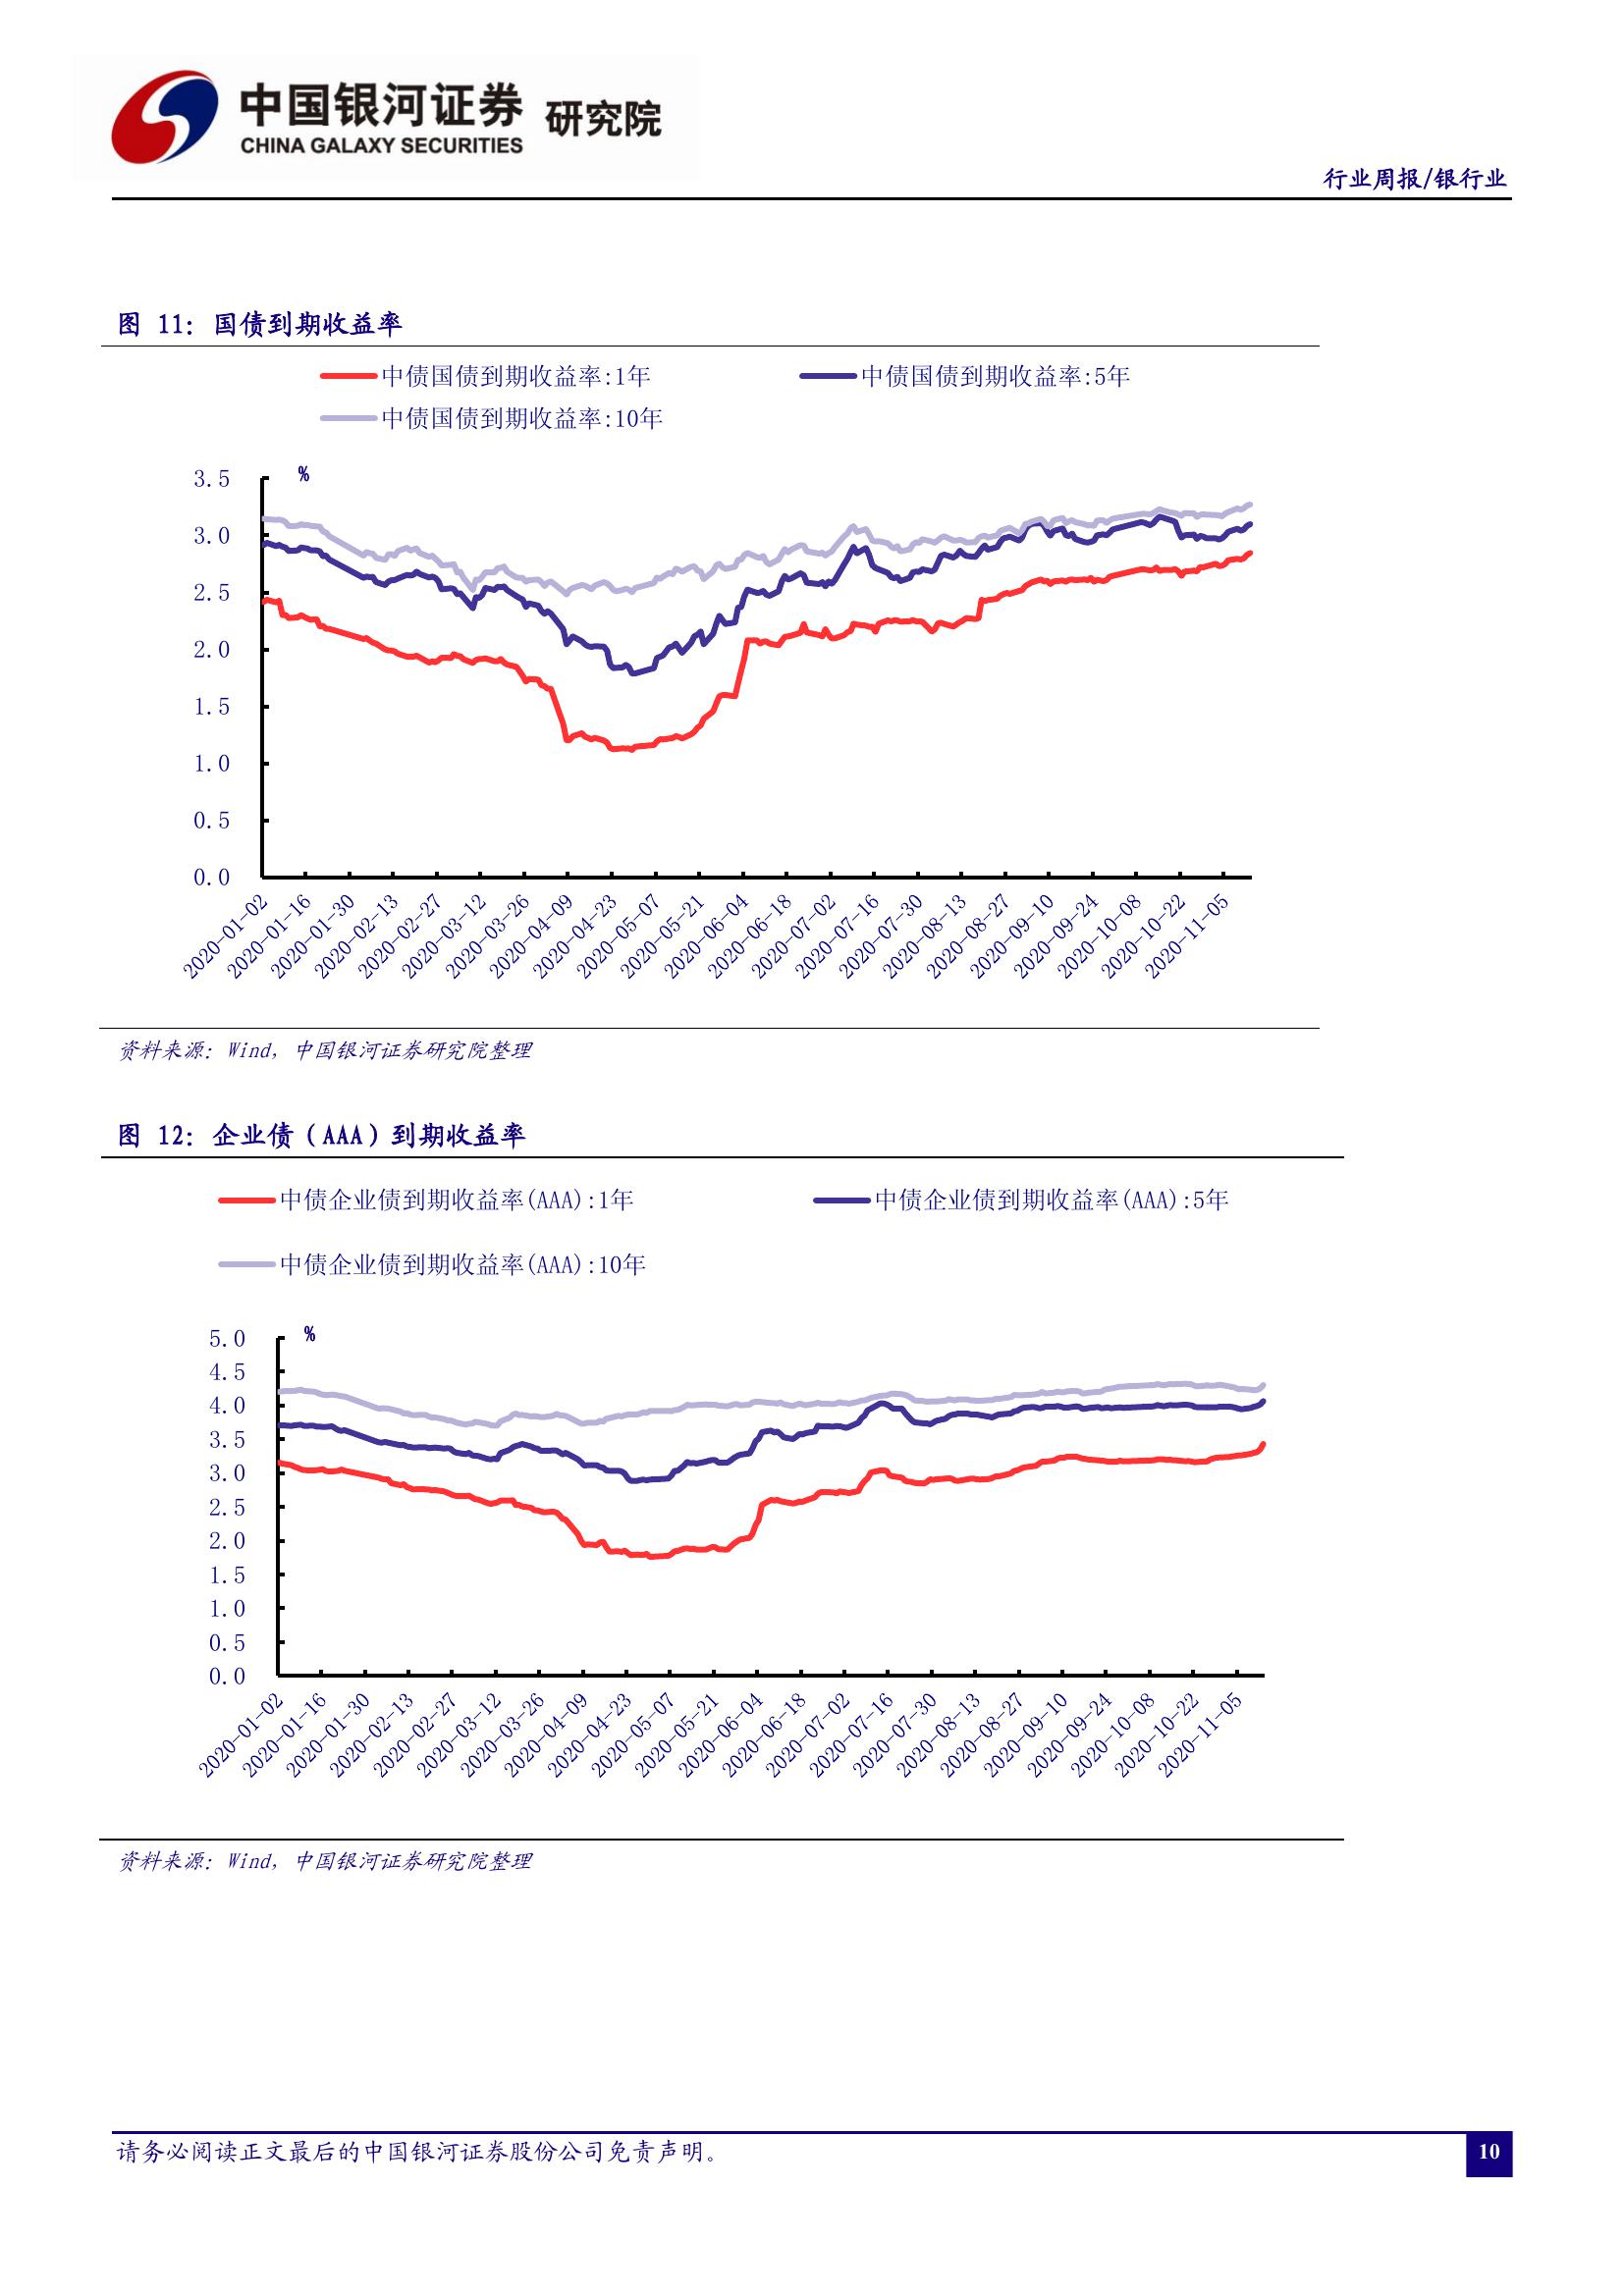 中国银河证券 研究院
CHINA GALAXY SECURITIES
行业周报/银行业
图 11：国债到期收益率
中债国债到期收益率:1年 中债国债到期收益率:5年
中债国债到期收益率:10年
%
3.5
3.0
2.5
2.0
1.5
1.0
0.5
0.0
2020-01-02 2020-01-16 2020-01-30 2020-02-13 2020-02-27 2020-03-12 2020-03-26 2020-04-09 2020-04-23 2020-05-07 2020-05-21 2020-06-04 2020-06-18 2020-07-02 2020-07-16 2020-07-30 2020-08-13 2020-08-27 2020-09-10 2020-09-24 2020-10-08 2020-10-22 2020-11-05
资料来源：Wind，中国银河证券研究院整理
图 12：企业债（AAA）到期收益率
中债企业债到期收益率(AAA):1年 中债企业债到期收益率(AAA):5年
中债企业债到期收益率(AAA):10年
%
5.0
4.5
4.0
3.5
3.0
2.5
2.0
1.5
1.0
0.5
0.0
2020-01-02 2020-01-16 2020-01-30 2020-02-13 2020-02-27 2020-03-12 2020-03-26 2020-04-09 2020-04-23 2020-05-07 2020-05-21 2020-06-04 2020-06-18 2020-07-02 2020-07-16 2020-07-30 2020-08-13 2020-08-27 2020-09-10 2020-09-24 2020-10-08 2020-10-22 2020-11-05
资料来源：Wind，中国银河证券研究院整理
请务必阅读正文最后的中国银河证券股份公司免责声明。
10